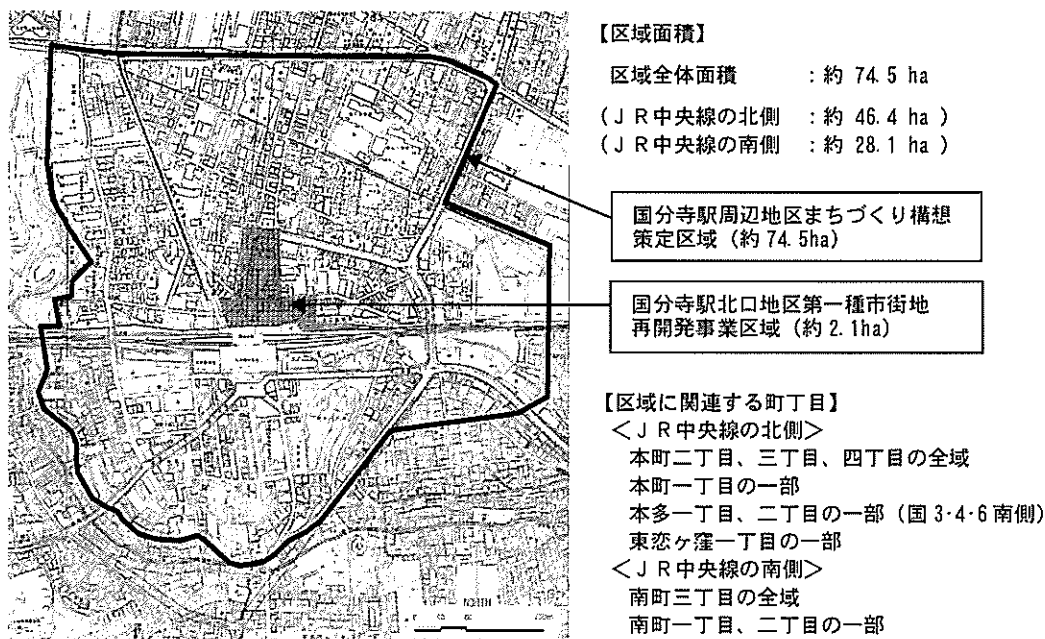 【区域面積】
区域全体面積 : 約 74.5 ha
(JR中央線の北側 : 約 46.4 ha )
(JR中央線の南側 : 約 28.1 ha )
国分寺駅周辺地区まちづくり構想
策定区域 (約 74.5ha)
国分寺駅北口地区第一種市街地
再開発事業区域 (約 2.1ha)
【区域に関連する町丁目】
<JR中央線の北側>
本町二丁目、三丁目、四丁目の全域
本町一丁目の一部
本多一丁目、二丁目の一部 (国 3・4・6 南側)
東恋ヶ窪一丁目の一部
<JR中央線の南側>
南町三丁目の全域
南町一丁目、二丁目の一部
NORTH